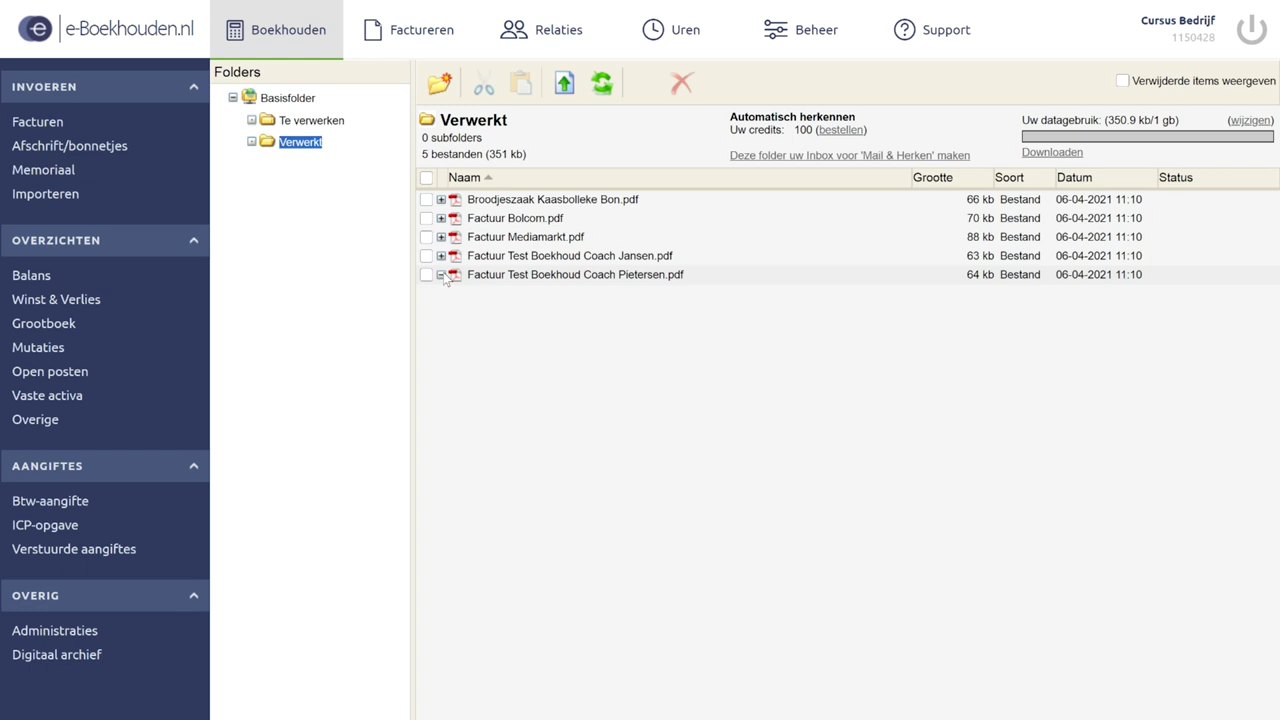 e-Boekhouden.nl
Boekhouden
Factureren
Relaties
Uren
Beheer
Support
Cursus Bedrijf
1150428
INVOEREN
Facturen
Afschrift/bonnetjes
Memoriaal
Importeren
OVERZICHTEN
Balans
Winst & Verlies
Grootboek
Mutaties
Open posten
Vaste activa
Overige
AANGIFTES
Btw-aangifte
ICP-opgave
Verstuurde aangiftes
OVERIG
Administraties
Digitaal archief
Folders
Basisfolder
Te verwerken
Verwerkt
Verwijderde items weergeven
Verwerkt
0 subfolders
5 bestanden (351 kb)
Automatisch herkennen
Uw credits: 100 (bestellen)
Deze folder uw Inbox voor 'Mail & Herken' maken
Uw datagebruik: (350.9 kb/1 gb) (wijzigen)
Downloaden
Naam Grootte Soort Datum Status
Broodjeszaak Kaasbolleke Bon.pdf 66 kb Bestand 06-04-2021 11:10
Factuur Bolcom.pdf 70 kb Bestand 06-04-2021 11:10
Factuur Mediamarkt.pdf 88 kb Bestand 06-04-2021 11:10
Factuur Test Boekhoud Coach Jansen.pdf 63 kb Bestand 06-04-2021 11:10
Factuur Test Boekhoud Coach Pietersen.pdf 64 kb Bestand 06-04-2021 11:10